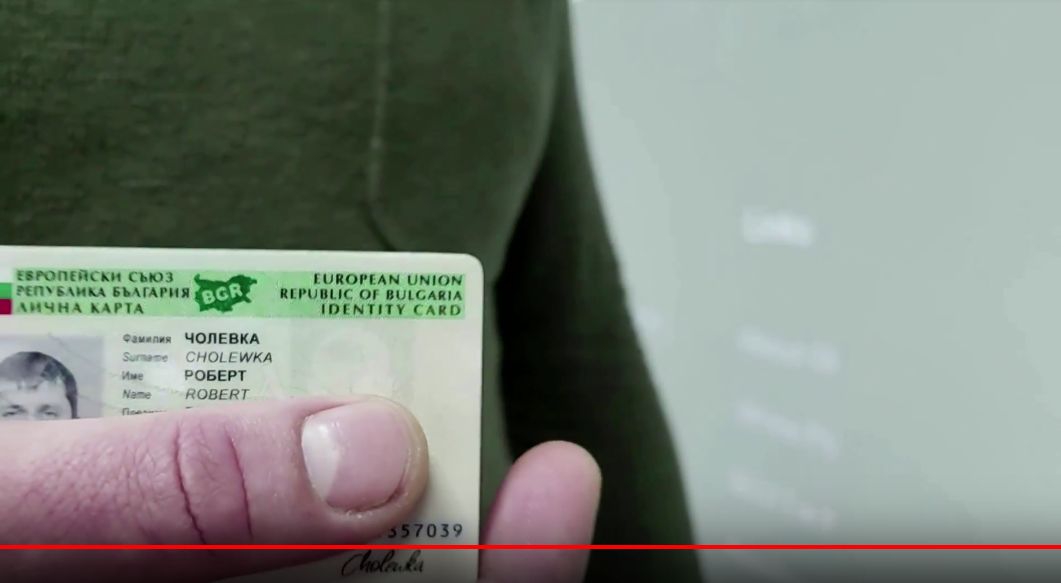 ЕВРОПЕЙСКИ СЪЮЗ
РЕПУБЛИКА БЪЛГАРИЯ
ЛИЧНА КАРТА
BGR
EUROPEAN UNION
REPUBLIC OF BULGARIA
IDENTITY CARD
Фамилия ЧОЛЕВКА
Surname CHOLEWKA
Име РОБЕРТ
Name ROBERT
357039
Cholewka